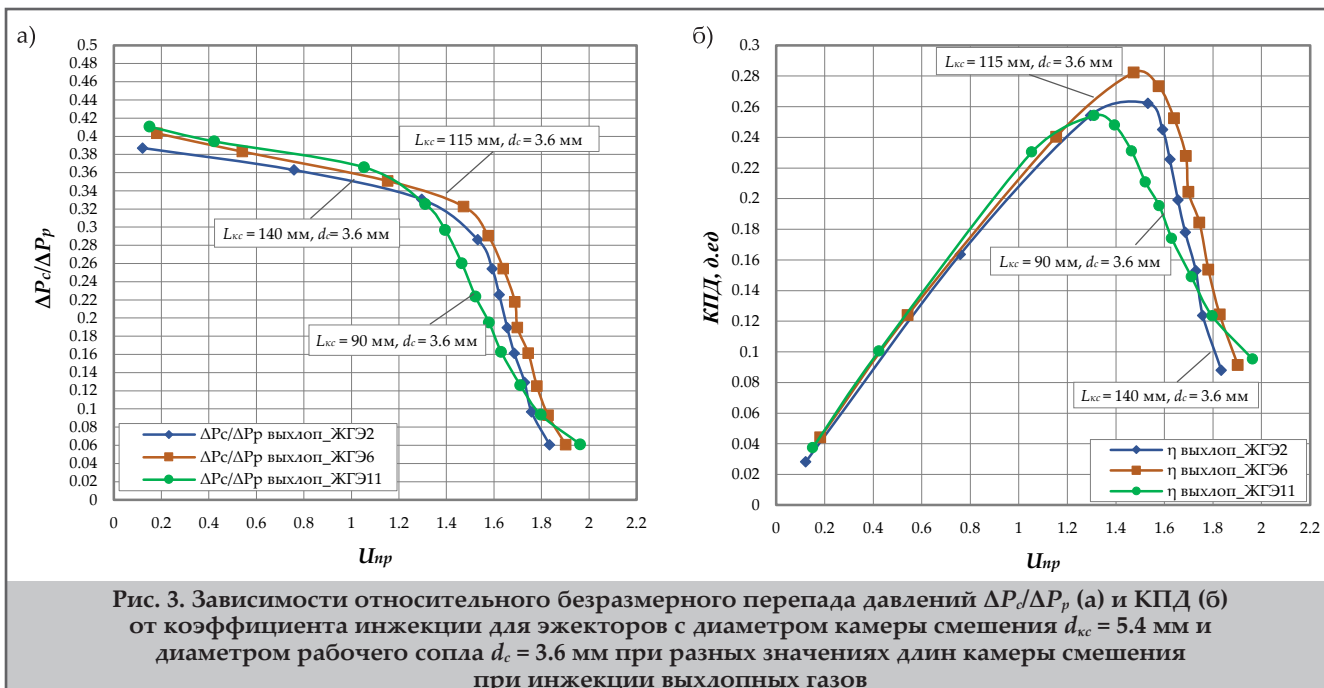 а)
ΔPc/ΔPp
0.5
0.48
0.46
0.44
0.42
0.4
0.38
0.36
0.34
0.32
0.3
0.28
0.26
0.24
0.22
0.2
0.18
0.16
0.14
0.12
0.1
0.08
0.06
0.04
0.02
0
0 0.2 0.4 0.6 0.8 1 1.2 1.4 1.6 1.8 2 2.2
Uпр
Lкс = 115 мм, dс = 3.6 мм
Lкс = 140 мм, dс = 3.6 мм
Lкс = 90 мм, dс = 3.6 мм
ΔPc/ΔPp выхлоп_ЖГЭ2
ΔPc/ΔPp выхлоп_ЖГЭ6
ΔPc/ΔPp выхлоп_ЖГЭ11
б)
КПД, д.ед
0.3
0.28
0.26
0.24
0.22
0.2
0.18
0.16
0.14
0.12
0.1
0.08
0.06
0.04
0.02
0
0 0.2 0.4 0.6 0.8 1 1.2 1.4 1.6 1.8 2 2.2
Uпр
Lкс = 115 мм, dс = 3.6 мм
Lкс = 90 мм, dс = 3.6 мм
Lкс = 140 мм, dс = 3.6 мм
η выхлоп_ЖГЭ2
η выхлоп_ЖГЭ6
η выхлоп_ЖГЭ11
Рис. 3. Зависимости относительного безразмерного перепада давлений ΔPc/ΔPp (а) и КПД (б)
от коэффициента инжекции для эжекторов с диаметром камеры смешения dкс = 5.4 мм и
диаметром рабочего сопла dс = 3.6 мм при разных значениях длин камеры смешения
при инжекции выхлопных газов